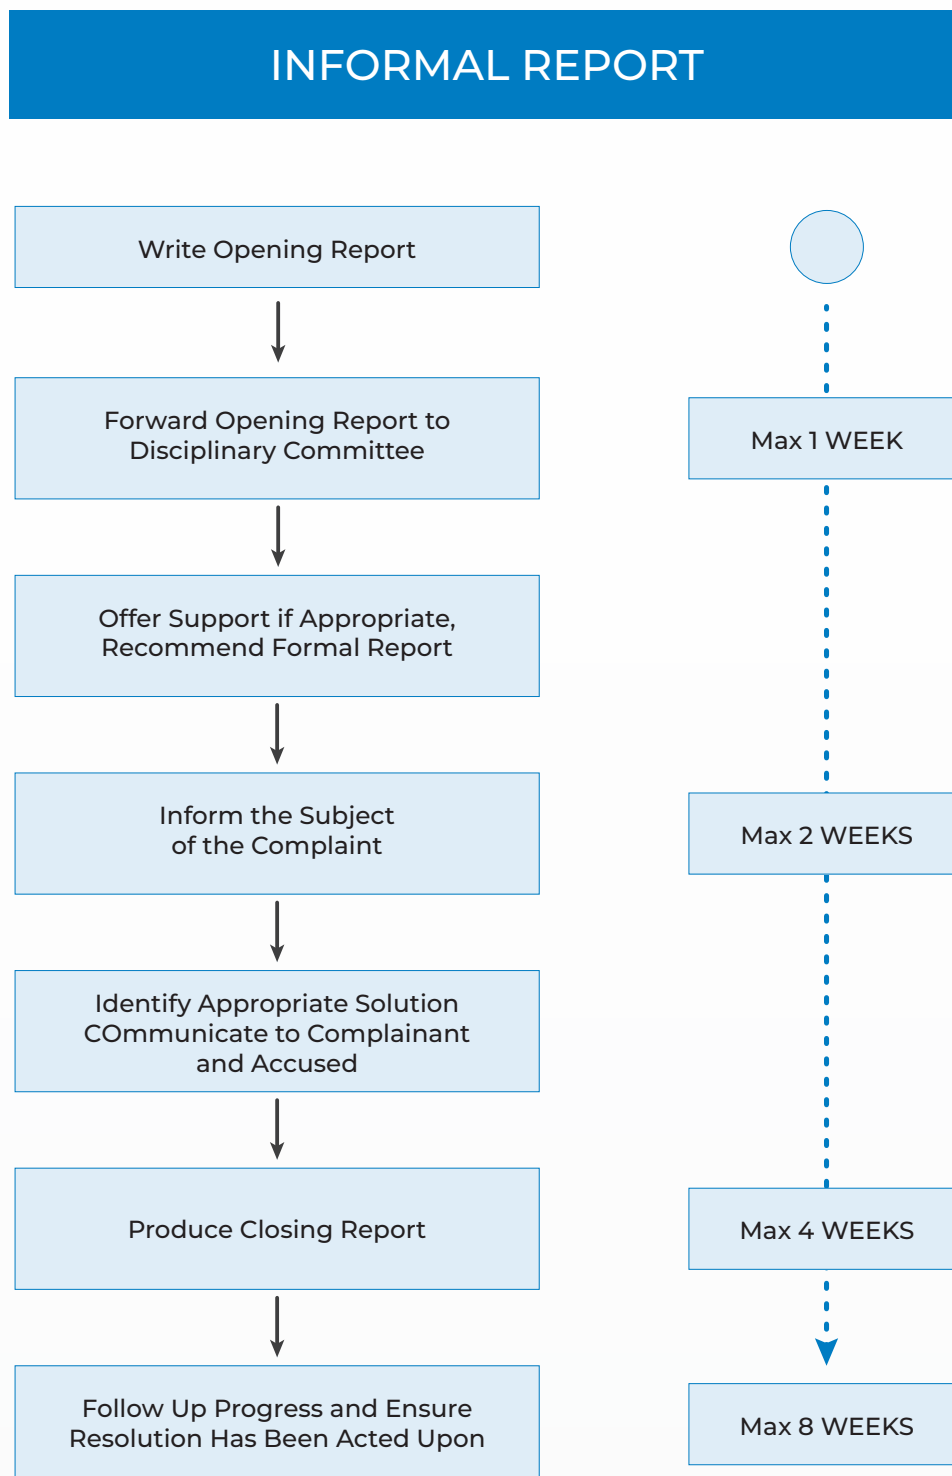 INFORMAL REPORT
Write Opening Report
Forward Opening Report to
Disciplinary Committee
Max 1 WEEK
Offer Support if Appropriate,
Recommend Formal Report
Inform the Subject
of the Complaint
Max 2 WEEKS
Identify Appropriate Solution
COmmunicate to Complainant
and Accused
Produce Closing Report
Max 4 WEEKS
Follow Up Progress and Ensure
Resolution Has Been Acted Upon
Max 8 WEEKS